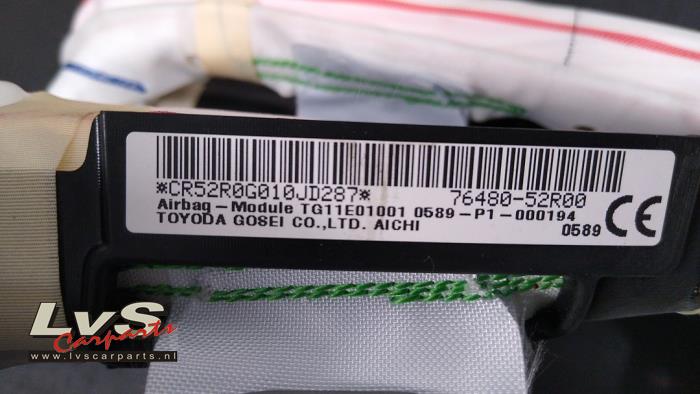 *CR52R0G010JD287* 76480-52R00
Airbag-Module TG11E01001 0589-P1-000194
TOYODA GOSEI CO.,LTD. AICHI 0589 CE
LvS
Carparts
www.lvscarparts.nl